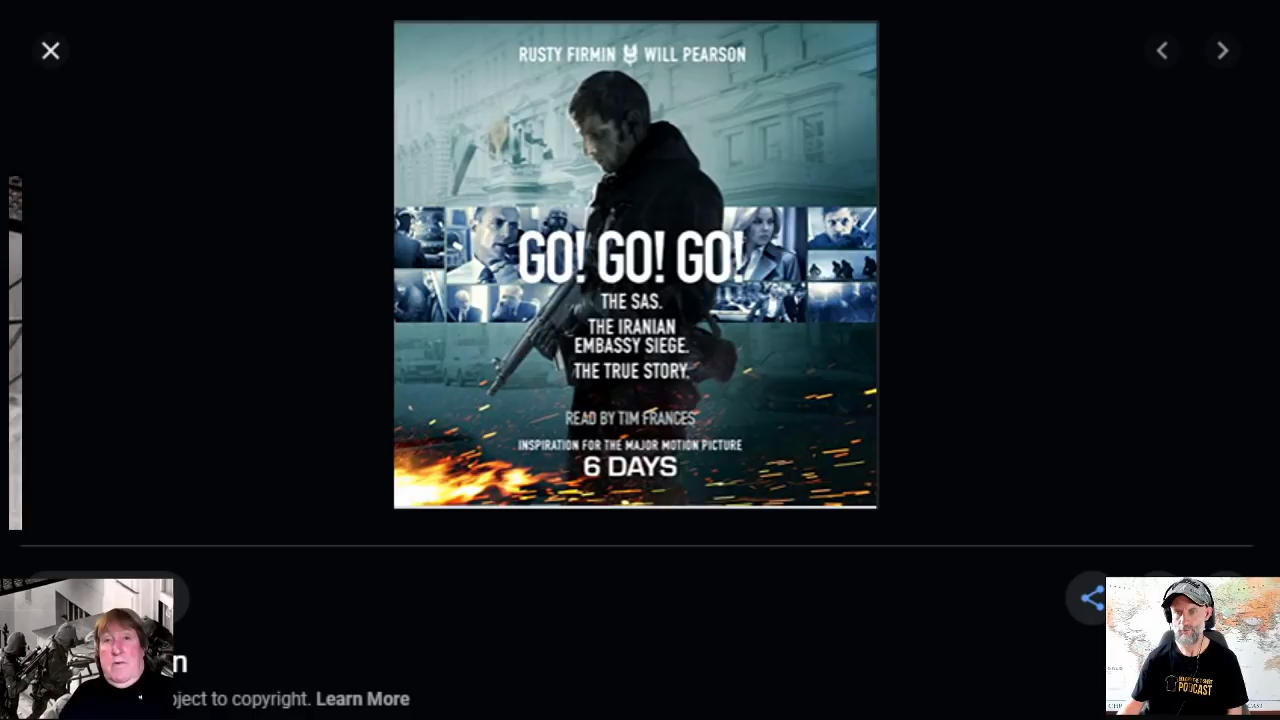 RUSTY FIRMIN WILL PEARSON
GO! GO! GO!
THE SAS.
THE IRANIAN
EMBASSY SIEGE.
THE TRUE STORY.
READ BY TIM FRANCES
INSPIRATION FOR THE MAJOR MOTION PICTURE
6 DAYS
n
ject to copyright. Learn More
PODCAST